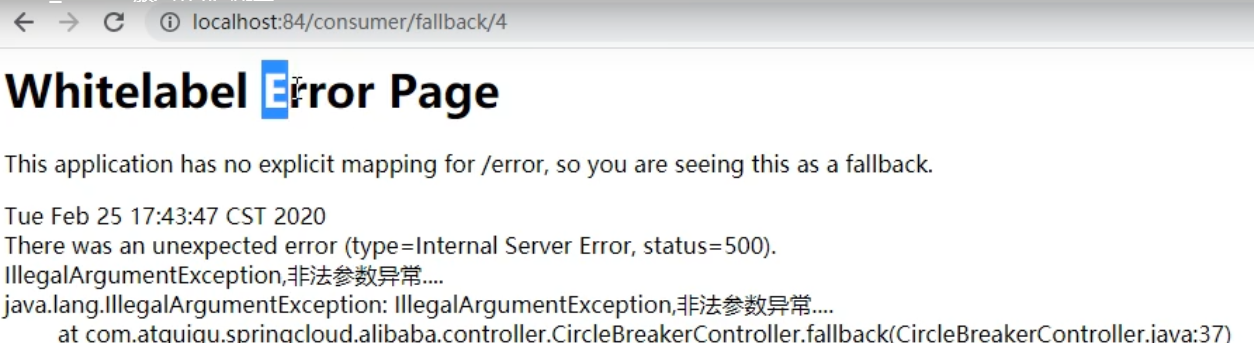 localhost:84/consumer/fallback/4
Whitelabel Error Page
This application has no explicit mapping for /error, so you are seeing this as a fallback.
Tue Feb 25 17:43:47 CST 2020
There was an unexpected error (type=Internal Server Error, status=500).
IllegalArgumentException,非法参数异常....
java.lang.IllegalArgumentException: IllegalArgumentException,非法参数异常....
at com.atguigu.springcloud.alibaba.controller.CircleBreakerController.fallback(CircleBreakerController.java:37)